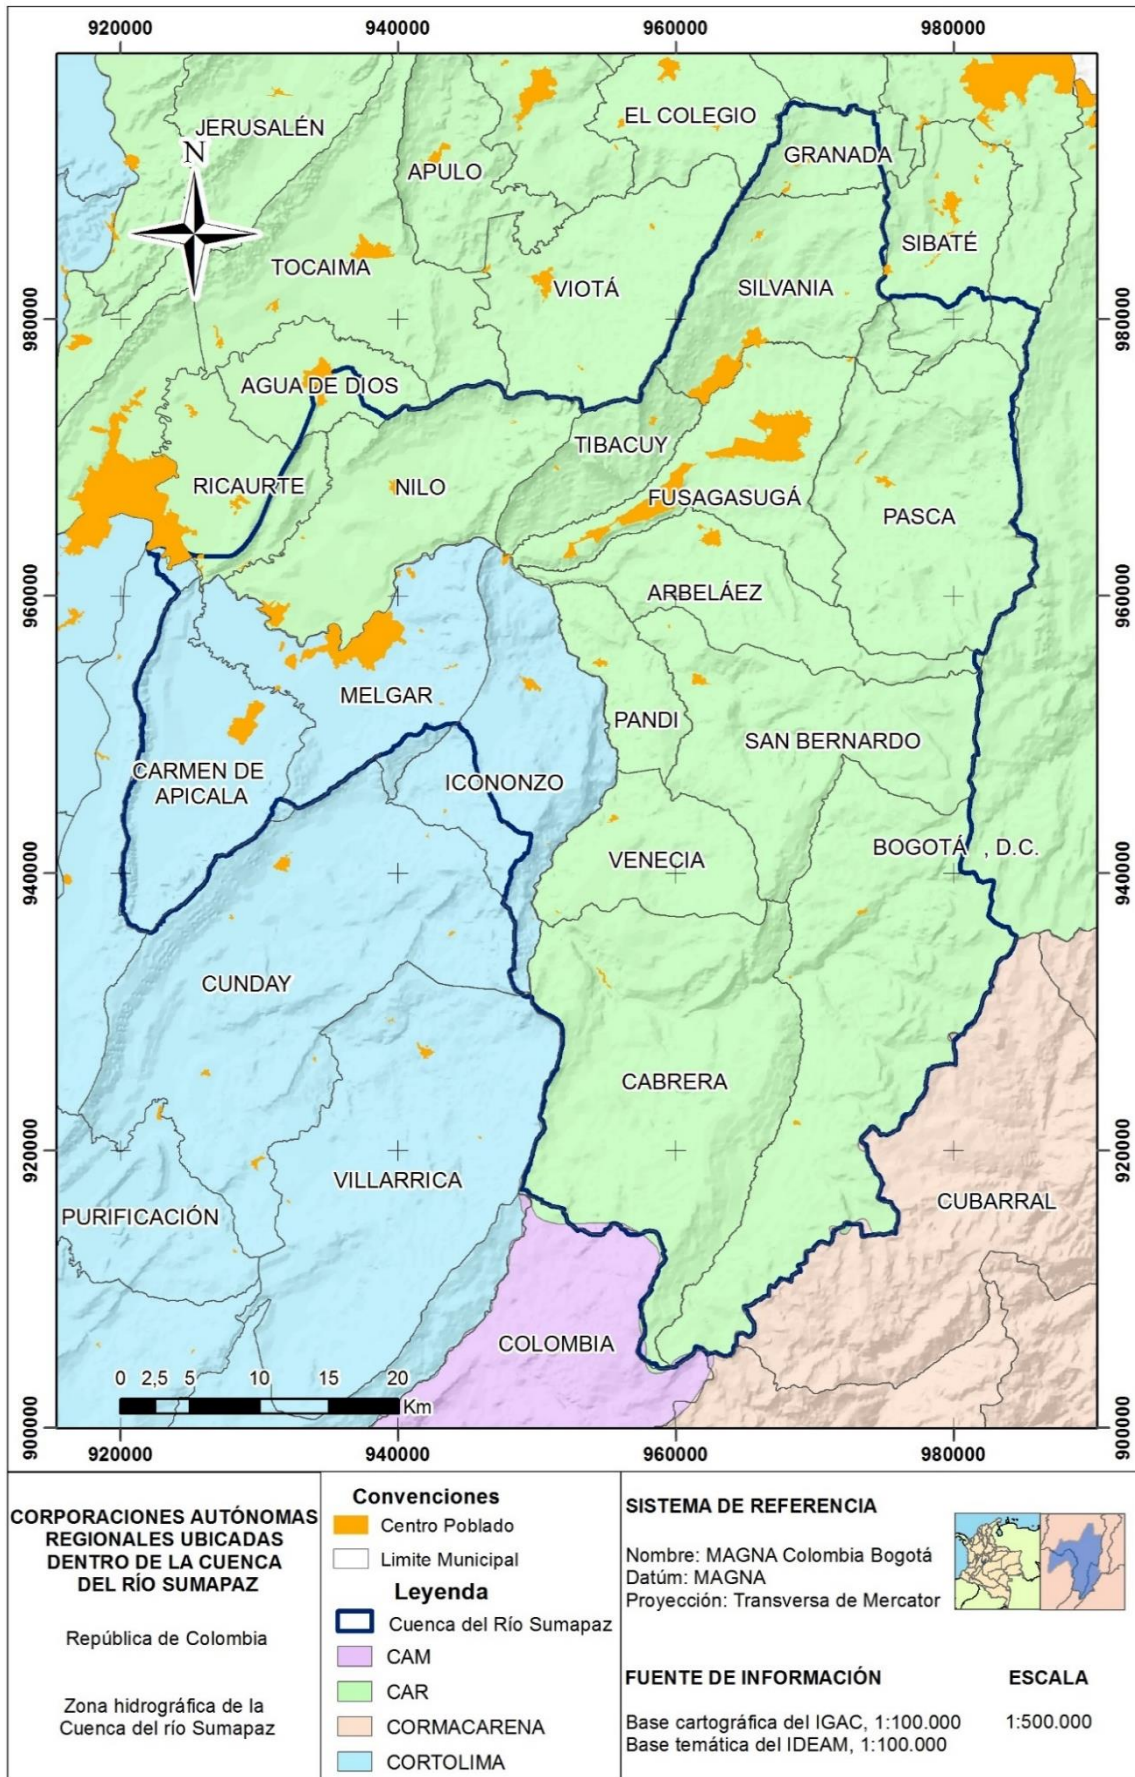 920000 940000 960000 980000
JERUSALÉN
N
EL COLEGIO
GRANADA
APULO
SIBATÉ
TOCAIMA
VIOTÁ
SILVANIA
980000 980000
AGUA DE DIOS
TIBACUY
RICAURTE
NILO
FUSAGASUGÁ
PASCA
960000 960000
ARBELÁEZ
MELGAR
PANDI
SAN BERNARDO
CARMEN DE
APICALA
ICONONZO
VENECIA
BOGOTÁ , D.C.
940000 940000
CUNDAY
CABRERA
920000 920000
VILLARRICA
CUBARRAL
PURIFICACIÓN
COLOMBIA
0 2,5 5 10 15 20
Km
900000 900000
920000 940000 960000 980000
CORPORACIONES AUTÓNOMAS
REGIONALES UBICADAS
DENTRO DE LA CUENCA
DEL RÍO SUMAPAZ
República de Colombia
Zona hidrográfica de la
Cuenca del río Sumapaz
Convenciones
Centro Poblado
Limite Municipal
Leyenda
Cuenca del Río Sumapaz
CAM
CAR
CORMACARENA
CORTOLIMA
SISTEMA DE REFERENCIA
Nombre: MAGNA Colombia Bogotá
Datúm: MAGNA
Proyección: Transversa de Mercator
FUENTE DE INFORMACIÓN
Base cartográfica del IGAC, 1:100.000
Base temática del IDEAM, 1:100.000
ESCALA
1:500.000